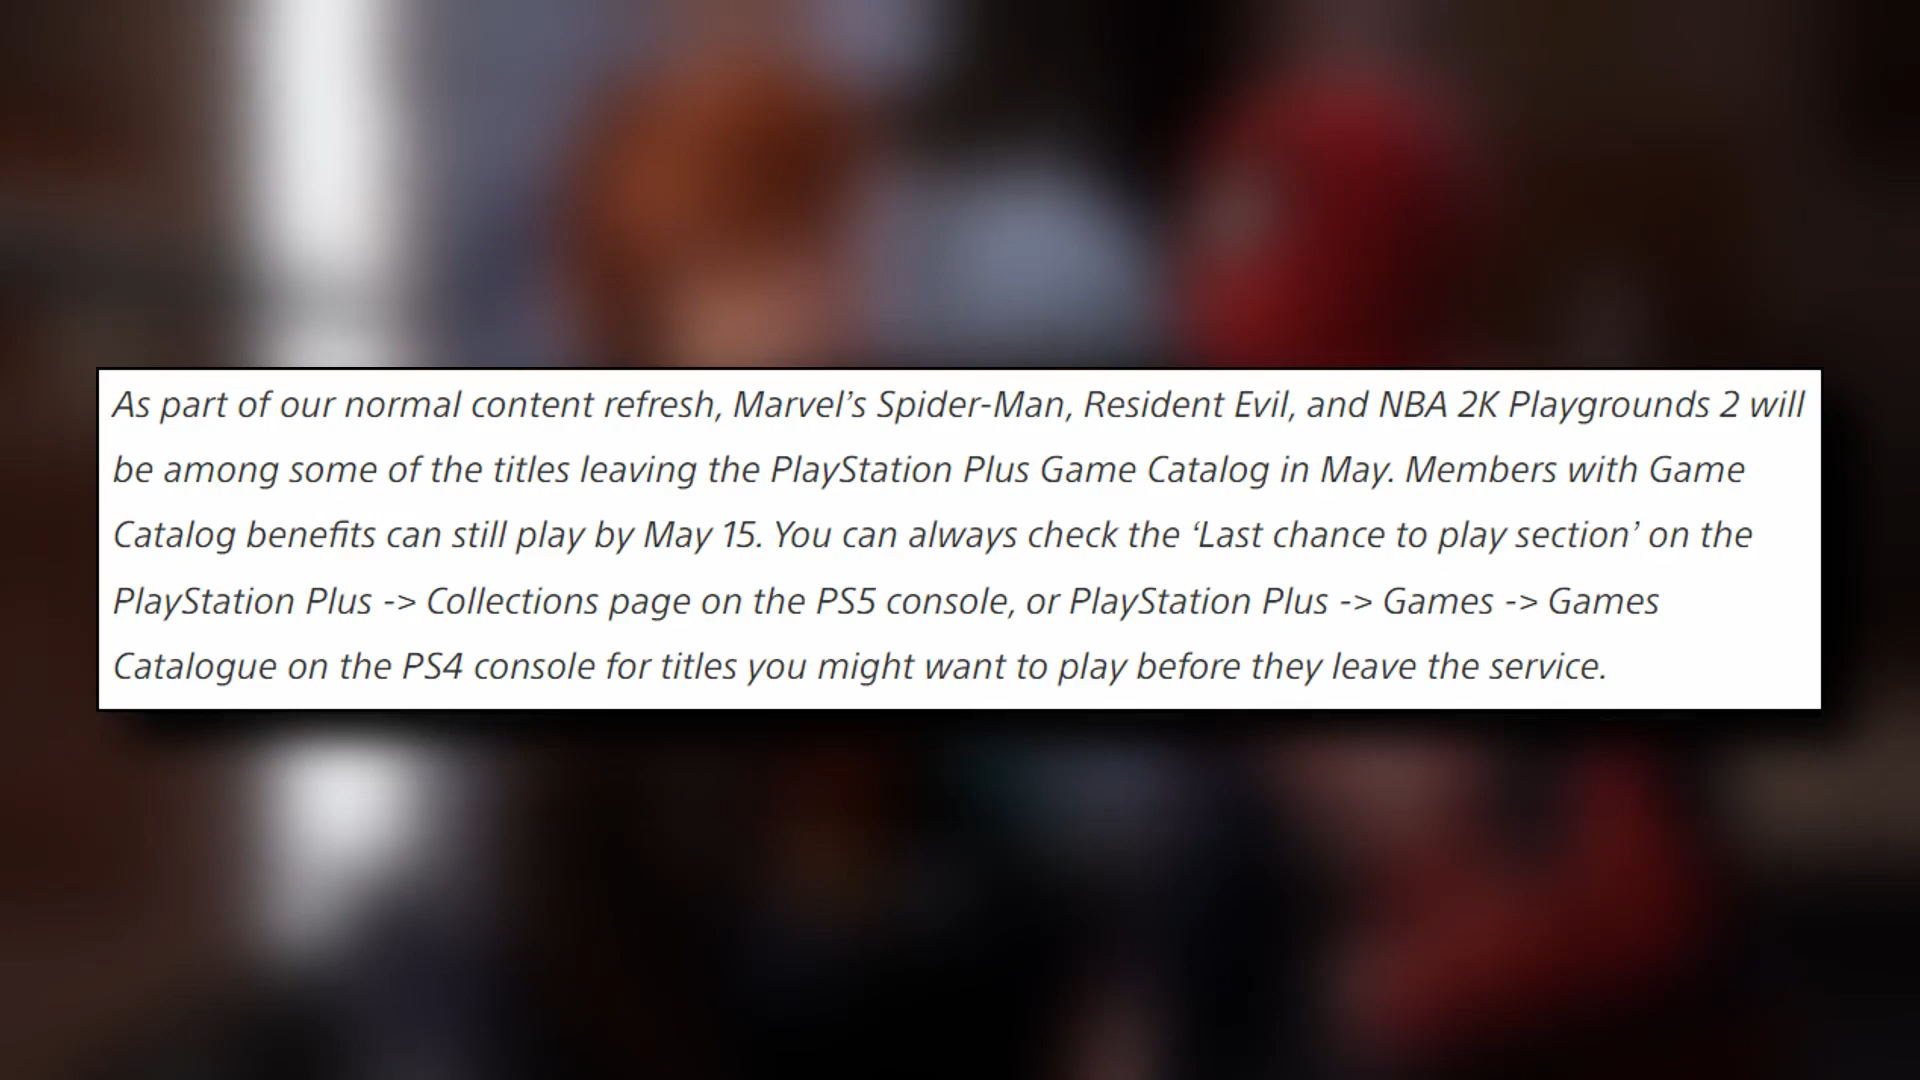 As part of our normal content refresh, Marvel’s Spider-Man, Resident Evil, and NBA 2K Playgrounds 2 will
be among some of the titles leaving the PlayStation Plus Game Catalog in May. Members with Game
Catalog benefits can still play by May 15. You can always check the ‘Last chance to play section’ on the
PlayStation Plus -> Collections page on the PS5 console, or PlayStation Plus -> Games -> Games
Catalogue on the PS4 console for titles you might want to play before they leave the service.